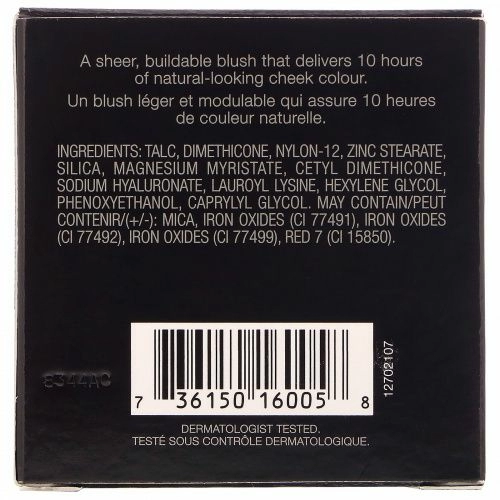 A sheer, buildable blush that delivers 10 hours
of natural-looking cheek colour.
Un blush léger et modulable qui assure 10 heures
de couleur naturelle.
INGREDIENTS: TALC, DIMETHICONE, NYLON-12, ZINC STEARATE,
SILICA, MAGNESIUM MYRISTATE, CETYL DIMETHICONE,
SODIUM HYALURONATE, LAUROYL LYSINE, HEXYLENE GLYCOL,
PHENOXYETHANOL, CAPRYLYL GLYCOL. MAY CONTAIN/PEUT
CONTENIR/(+/-): MICA, IRON OXIDES (CI 77491), IRON OXIDES
(CI 77492), IRON OXIDES (CI 77499), RED 7 (CI 15850).
8344AC
12702107
7 36150 16005 8
DERMATOLOGIST TESTED.
TESTÉ SOUS CONTRÔLE DERMATOLOGIQUE.